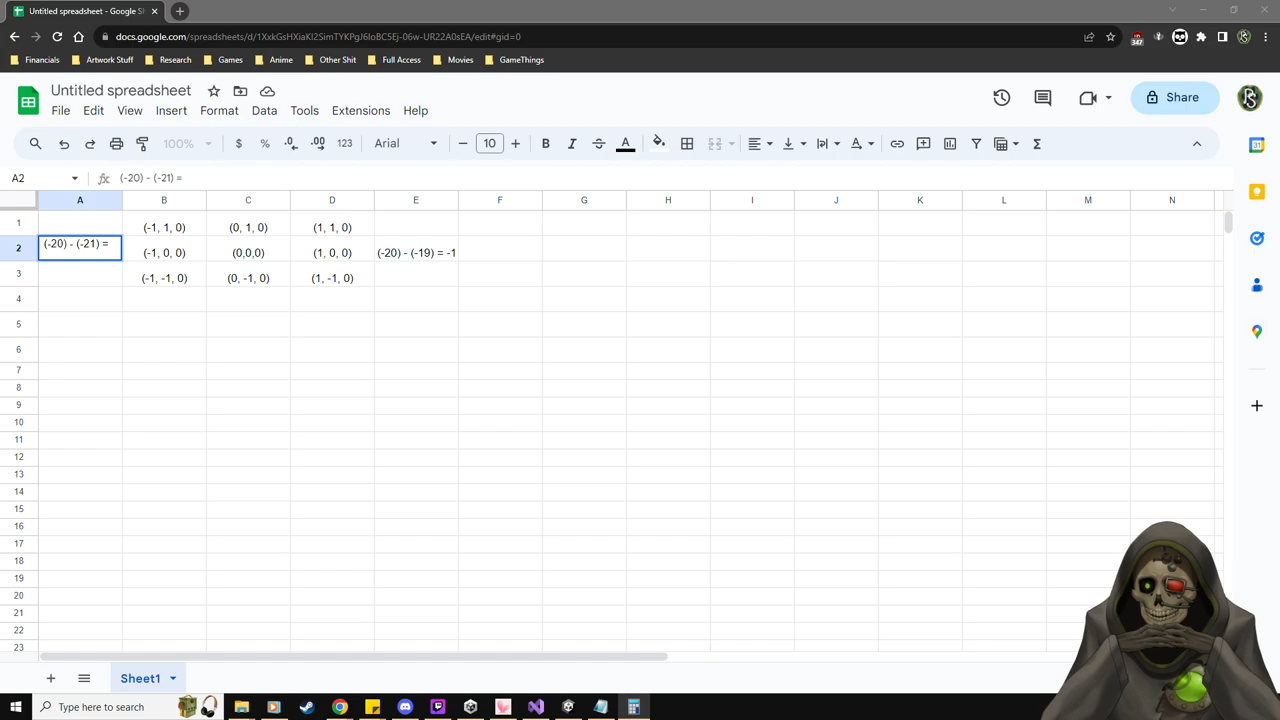 Untitled spreadsheet - Google S
docs.google.com/spreadsheets/d/1XxkGsHXiaKI2SimTYKPgJ6IoBC5Ej-06w-UR22A0sEA/edit#gid=0
347
Financials Artwork Stuff Research Games Anime Other Shit Full Access Movies GameThings
Untitled spreadsheet
File Edit View Insert Format Data Tools Extensions Help
Share
100% $ % .0 .00 123 Arial 10 B I S A
31
A2 fx (-20) - (-21) =
A B C D E F G H I J K L M N
1 (-1, 1, 0) (0, 1, 0) (1, 1, 0)
2 (-20) - (-21) = (-1, 0, 0) (0,0,0) (1, 0, 0) (-20) - (-19) = -1
3 (-1, -1, 0) (0, -1, 0) (1, -1, 0)
4
5
6
7
8
9
10
11
12
13
14
15
16
17
18
19
20
21
22
23
Sheet1
Type here to search